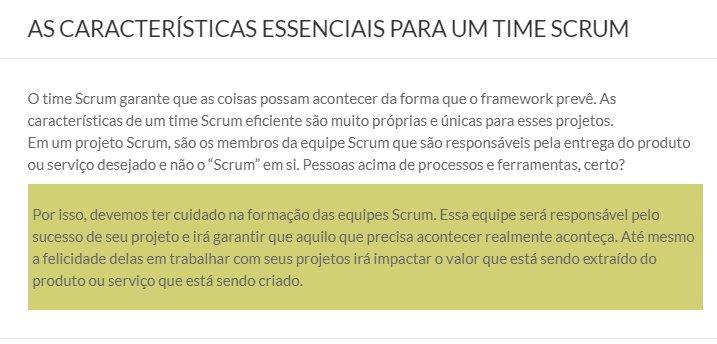 AS CARACTERÍSTICAS ESSENCIAIS PARA UM TIME SCRUM
O time Scrum garante que as coisas possam acontecer da forma que o framework prevê. As
características de um time Scrum eficiente são muito próprias e únicas para esses projetos.
Em um projeto Scrum, são os membros da equipe Scrum que são responsáveis pela entrega do produto
ou serviço desejado e não o “Scrum” em si. Pessoas acima de processos e ferramentas, certo?
Por isso, devemos ter cuidado na formação das equipes Scrum. Essa equipe será responsável pelo
sucesso de seu projeto e irá garantir que aquilo que precisa acontecer realmente aconteça. Até mesmo
a felicidade delas em trabalhar com seus projetos irá impactar o valor que está sendo extraído do
produto ou serviço que está sendo criado.